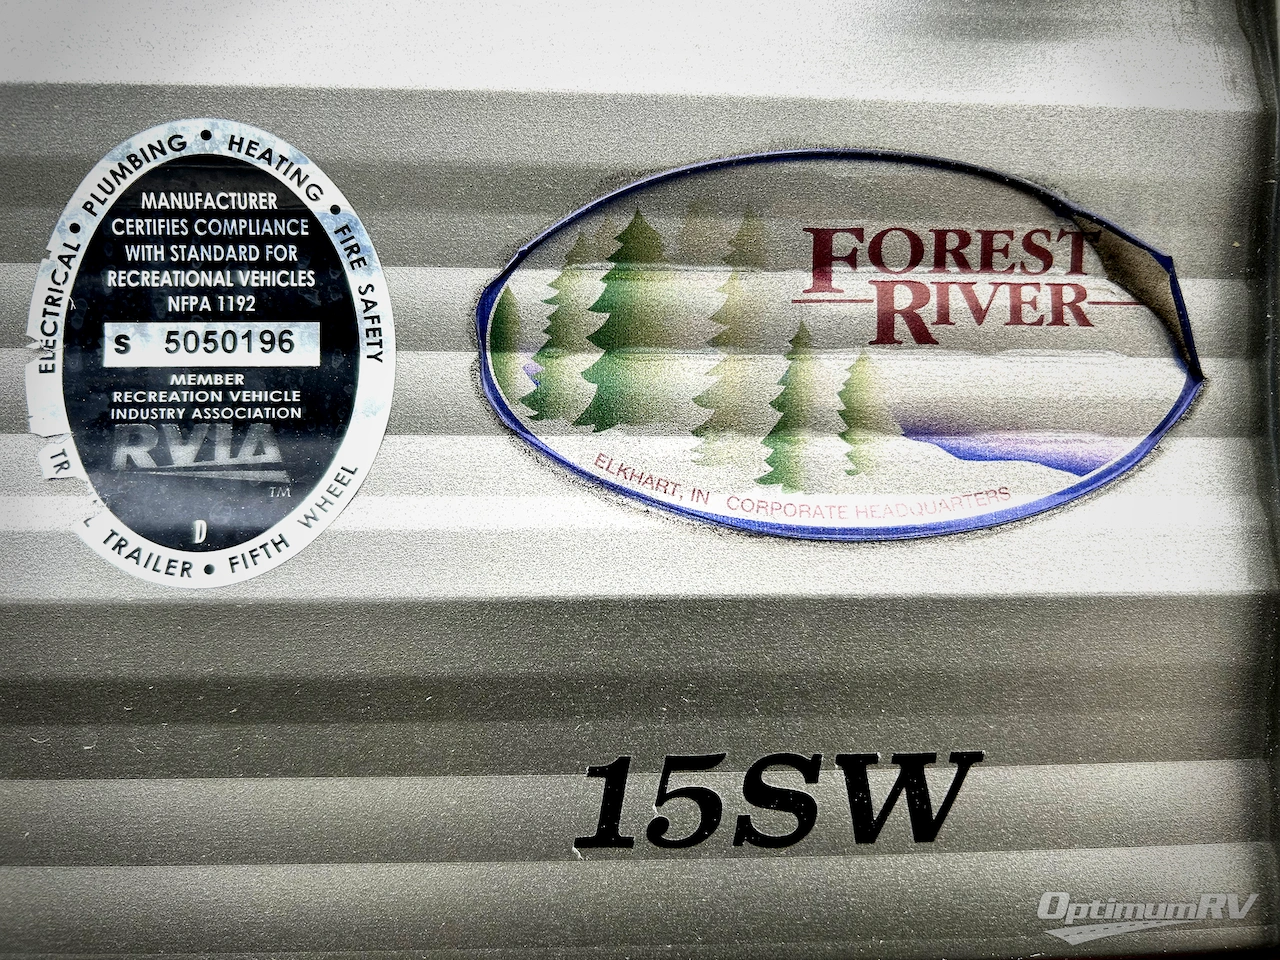 ELECTRICAL • PLUMBING • HEATING • FIRE SAFETY
MANUFACTURER
CERTIFIES COMPLIANCE
WITH STANDARD FOR
RECREATIONAL VEHICLES
NFPA 1192
S 5050196
MEMBER
RECREATION VEHICLE
INDUSTRY ASSOCIATION
RVIA
TM
D
TRAILER • FIFTH WHEEL
FOREST
RIVER
ELKHART, IN CORPORATE HEADQUARTERS
15SW
OptimumRV